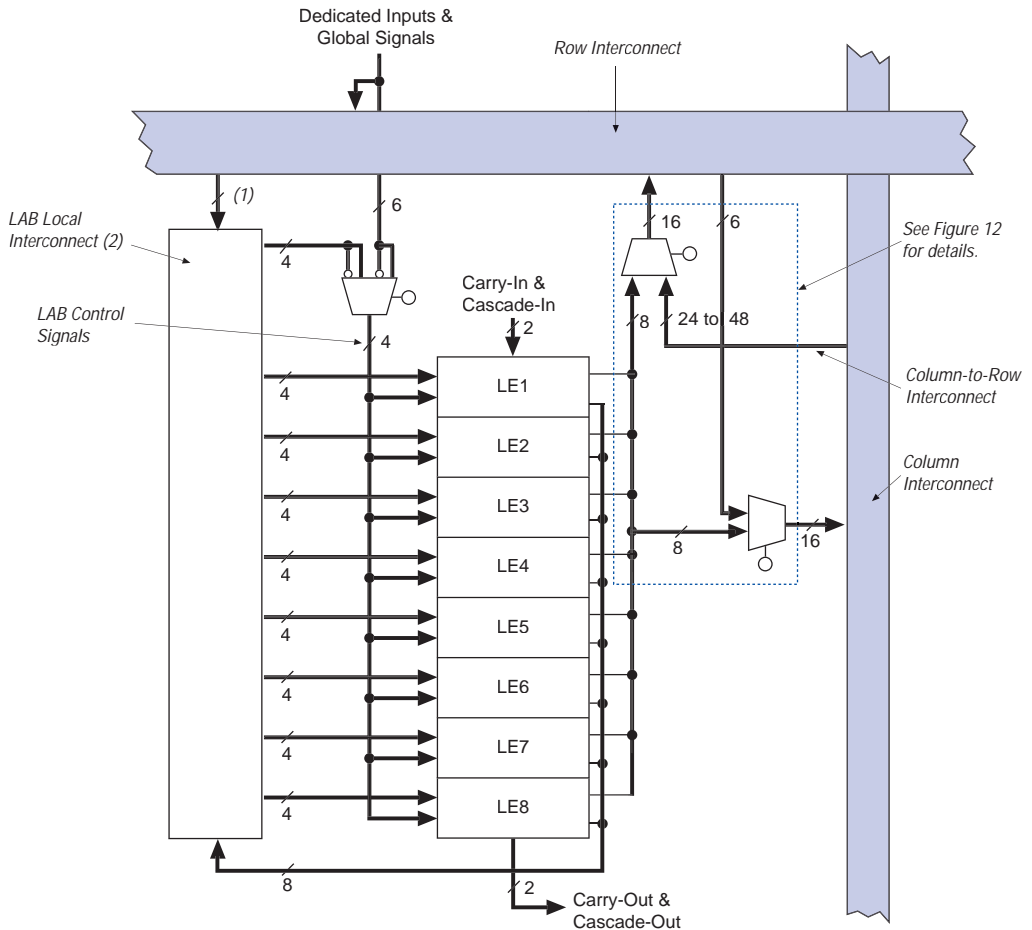 Dedicated Inputs &
Global Signals
Row Interconnect
(1)
6
16
6
LAB Local
Interconnect (2)
See Figure 12
for details.
4
Carry-In &
Cascade-In
8
24 to 48
LAB Control
Signals
4
2
Column-to-Row
Interconnect
4
LE1
4
LE2
Column
Interconnect
4
LE3
8
16
4
LE4
4
LE5
4
LE6
4
LE7
4
LE8
8
2
Carry-Out &
Cascade-Out